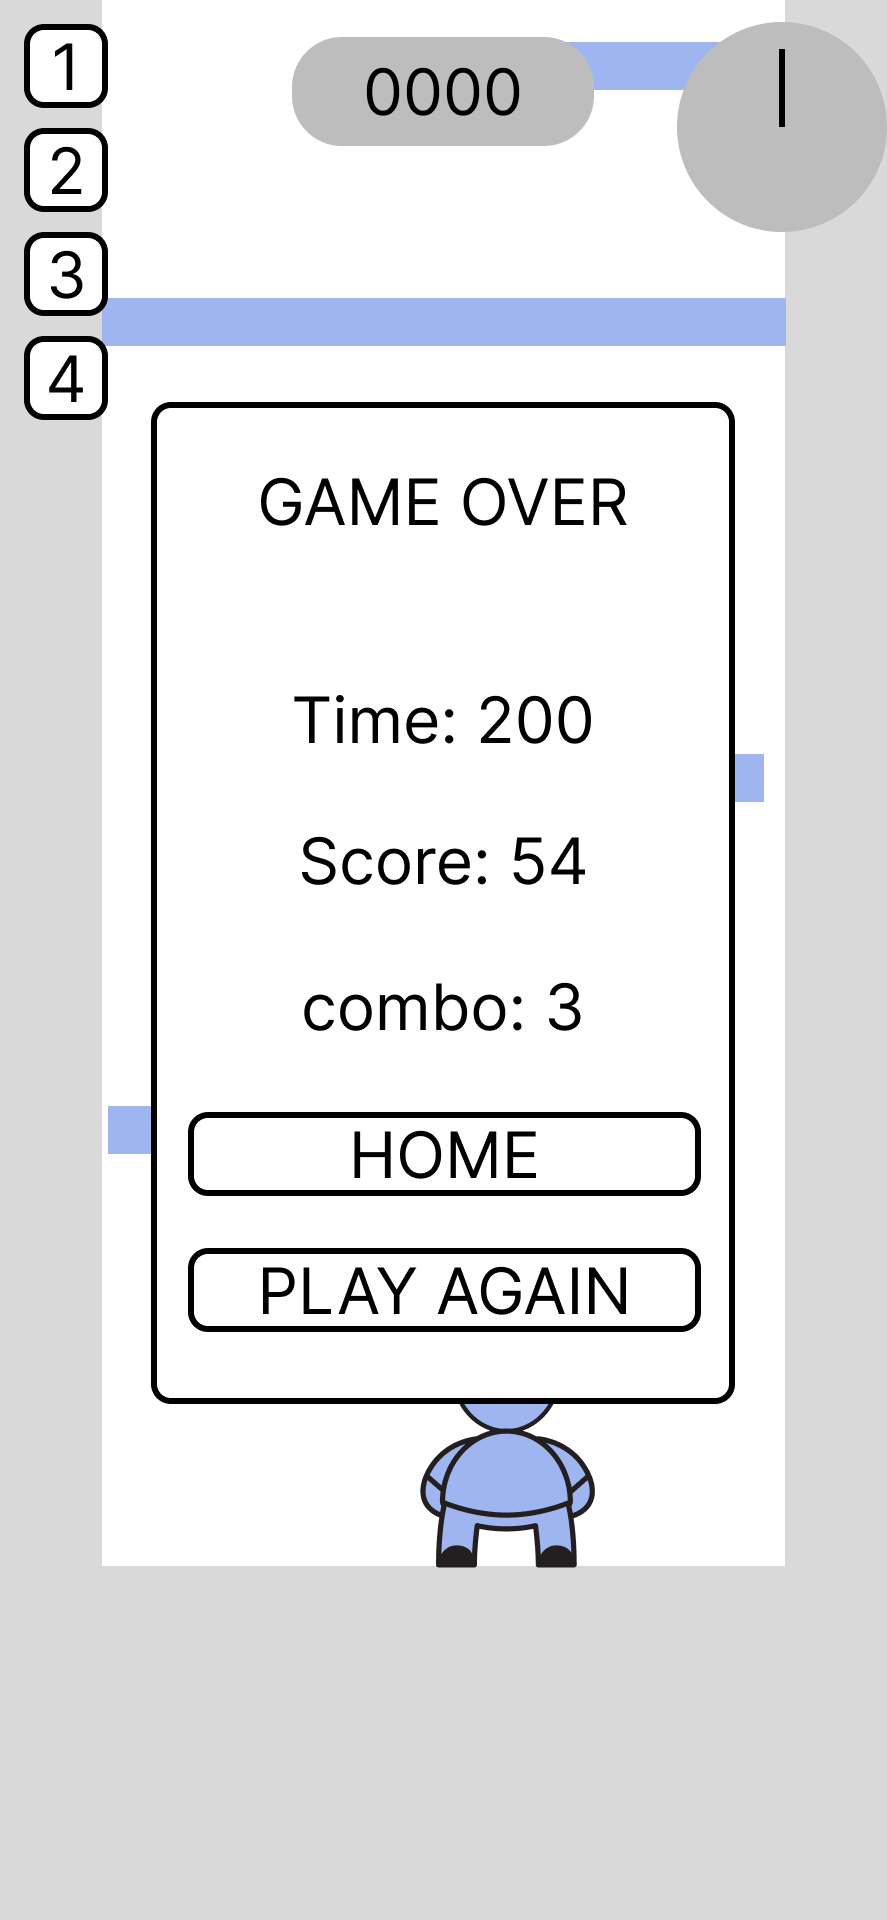 1
0000
2
3
4
GAME OVER
Time: 200
Score: 54
combo: 3
HOME
PLAY AGAIN